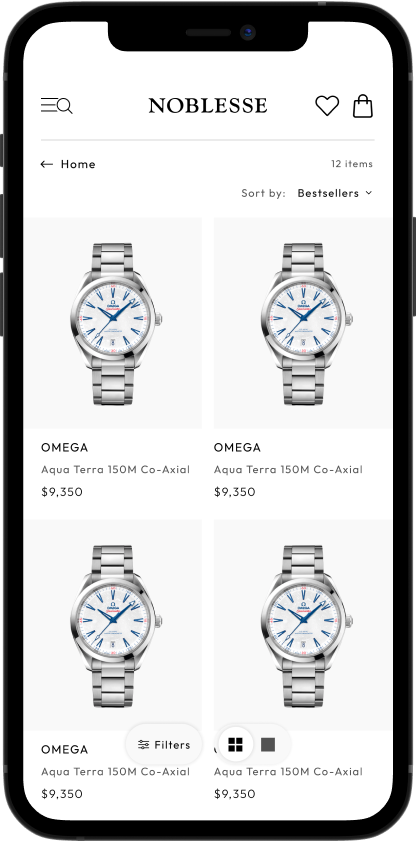 NOBLESSE
Home
12 items
Sort by: Bestsellers
OMEGA
Aqua Terra 150M Co-Axial
$9,350
OMEGA
Aqua Terra 150M Co-Axial
$9,350
OMEGA
Aqua Terra 150M Co-Axial
$9,350
Filters
Aqua Terra 150M Co-Axial
$9,350